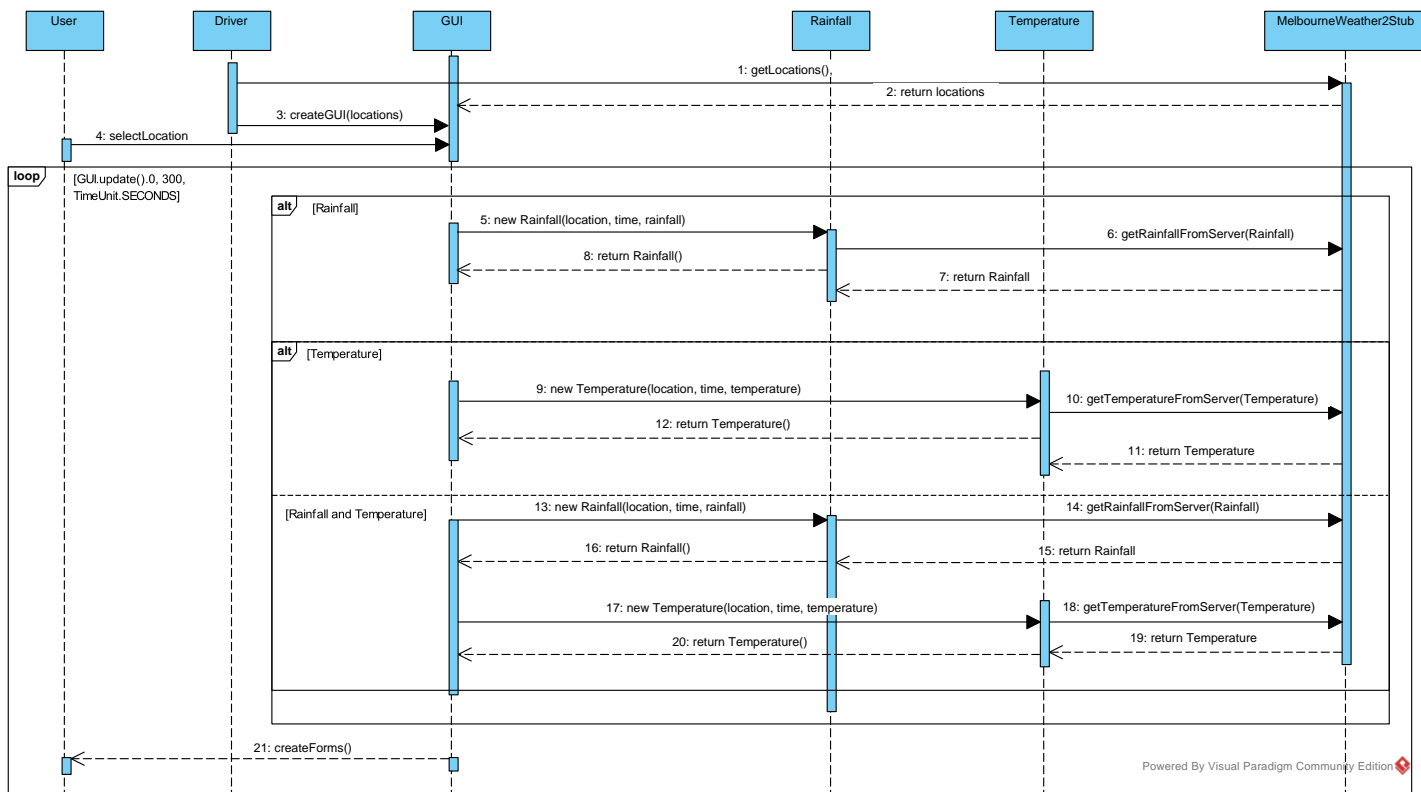 User
Driver
GUI
Rainfall
Temperature
MelbourneWeather2Stub
1: getLocations(),
2: return locations
3: createGUI(locations)
4: selectLocation
loop
[GUI.update().0, 300,
TimeUnit.SECONDS]
alt
[Rainfall]
5: new Rainfall(location, time, rainfall)
6: getRainfallFromServer(Rainfall)
8: return Rainfall()
7: return Rainfall
alt
[Temperature]
9: new Temperature(location, time, temperature)
10: getTemperatureFromServer(Temperature)
12: return Temperature()
11: return Temperature
[Rainfall and Temperature]
13: new Rainfall(location, time, rainfall)
14: getRainfallFromServer(Rainfall)
16: return Rainfall()
15: return Rainfall
17: new Temperature(location, time, temperature)
18: getTemperatureFromServer(Temperature)
20: return Temperature()
19: return Temperature
21: createForms()
Powered By Visual Paradigm Community Edition